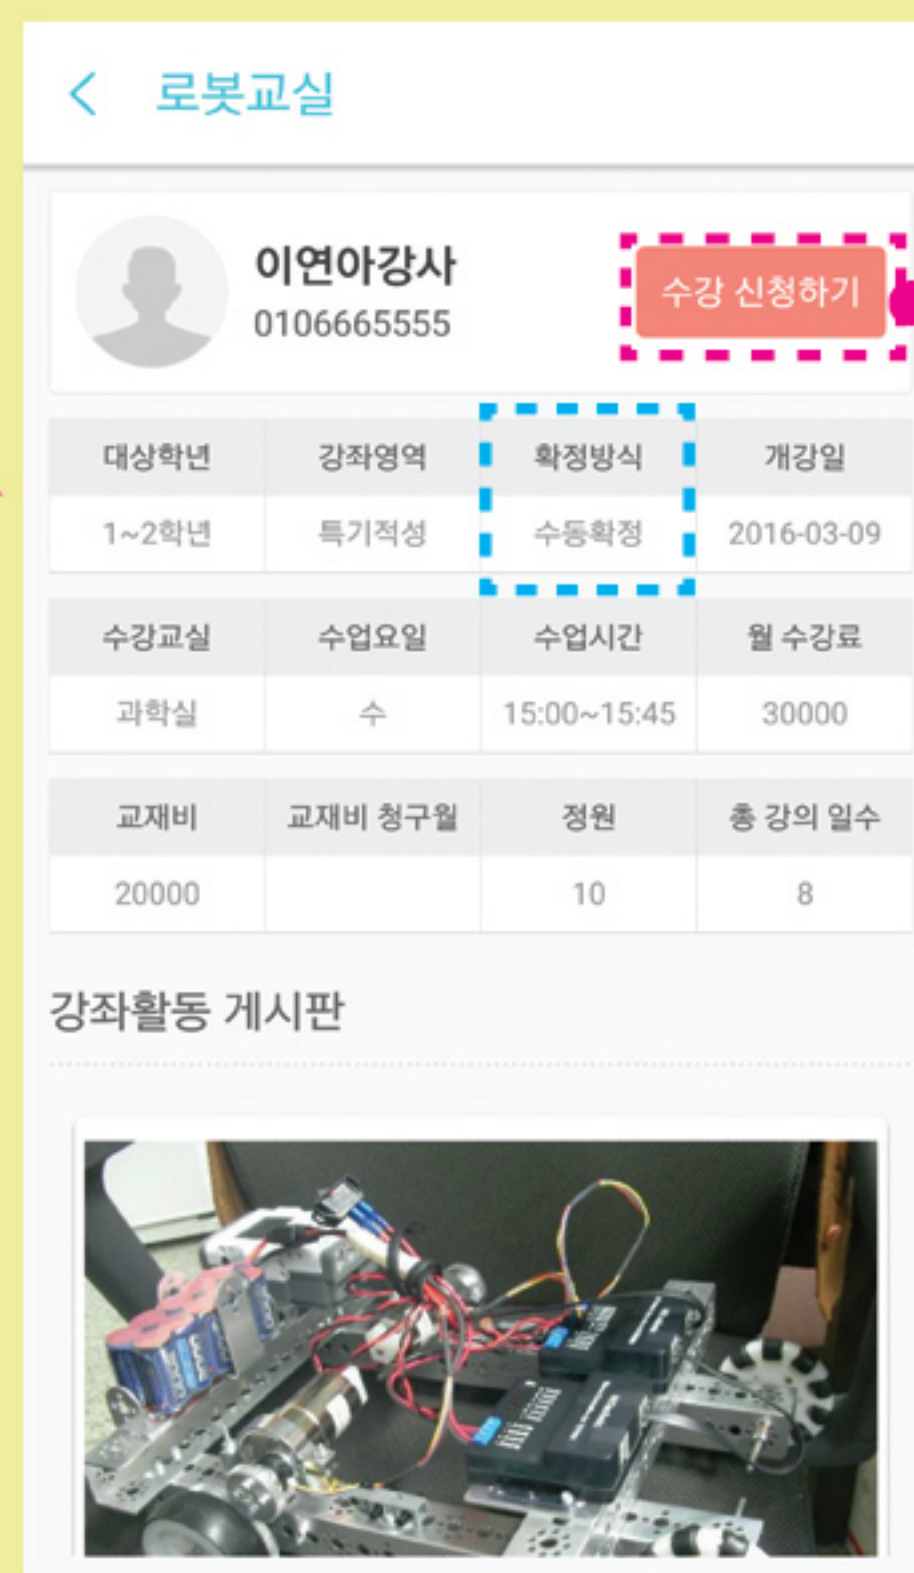 < 로봇교실
이연아강사
0106665555
수강 신청하기
대상학년 강좌영역 확정방식 개강일
1~2학년 특기적성 수동확정 2016-03-09
수강교실 수업요일 수업시간 월 수강료
과학실 수 15:00~15:45 30000
교재비 교재비 청구월 정원 총 강의 일수
20000 10 8
강좌활동 게시판